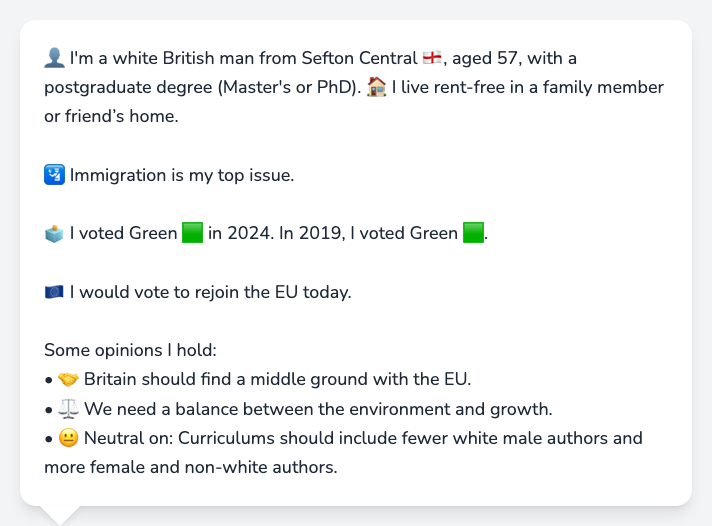 👤 I'm a white British man from Sefton Central 🏴󠁧󠁢󠁥󠁮󠁧󠁿, aged 57, with a
postgraduate degree (Master's or PhD). 🏠 I live rent-free in a family member
or friend’s home.
🛂 Immigration is my top issue.
🗳️ I voted Green 🟩 in 2024. In 2019, I voted Green 🟩.
🇪🇺 I would vote to rejoin the EU today.
Some opinions I hold:
• 🤝 Britain should find a middle ground with the EU.
• ⚖️ We need a balance between the environment and growth.
• 😐 Neutral on: Curriculums should include fewer white male authors and
more female and non-white authors.